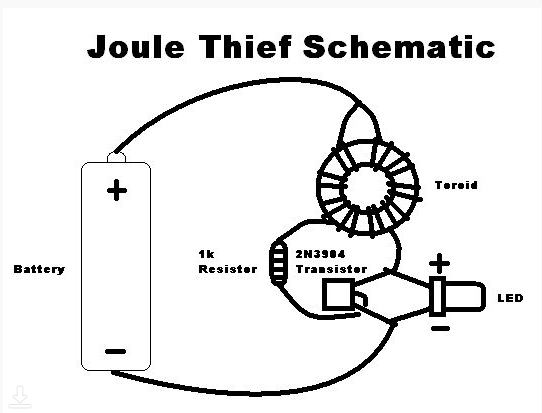 Joule Thief Schematic
+
Toroid
1k
Resistor
2N3904
Transistor
Battery
+
LED
−
−